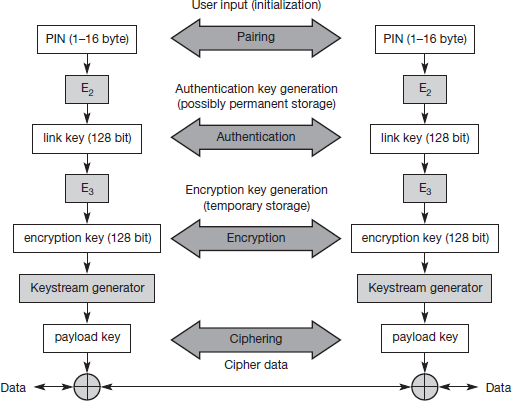 User input (initialization)
PIN (1–16 byte)
Pairing
PIN (1–16 byte)
E2
Authentication key generation
(possibly permanent storage)
E2
link key (128 bit)
Authentication
link key (128 bit)
E3
Encryption key generation
(temporary storage)
E3
encryption key (128 bit)
Encryption
encryption key (128 bit)
Keystream generator
Keystream generator
payload key
Ciphering
payload key
Cipher data
Data
Data